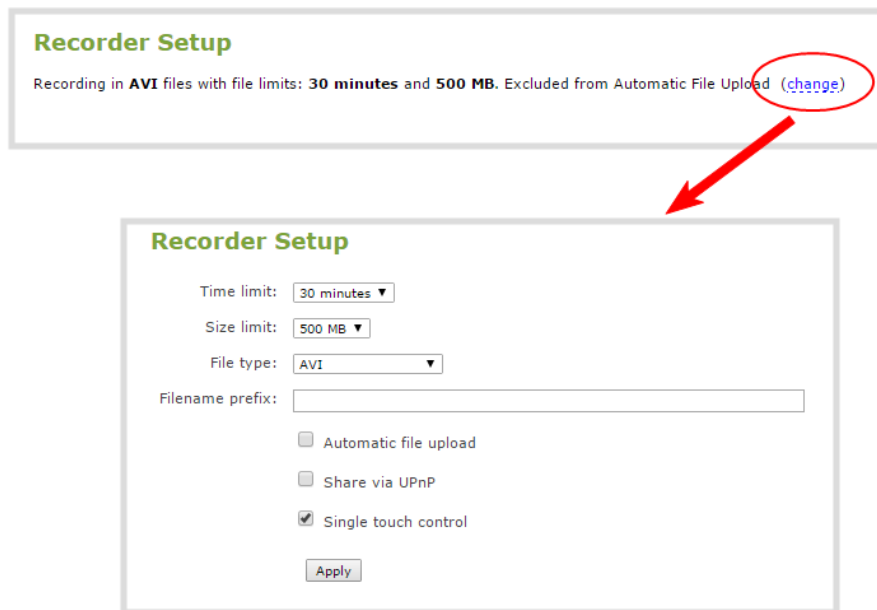 Recorder Setup
Recording in AVI files with file limits: 30 minutes and 500 MB. Excluded from Automatic File Upload (change)
Recorder Setup
Time limit: 30 minutes
Size limit: 500 MB
File type: AVI
Filename prefix:
Automatic file upload
Share via UPnP
Single touch control
Apply